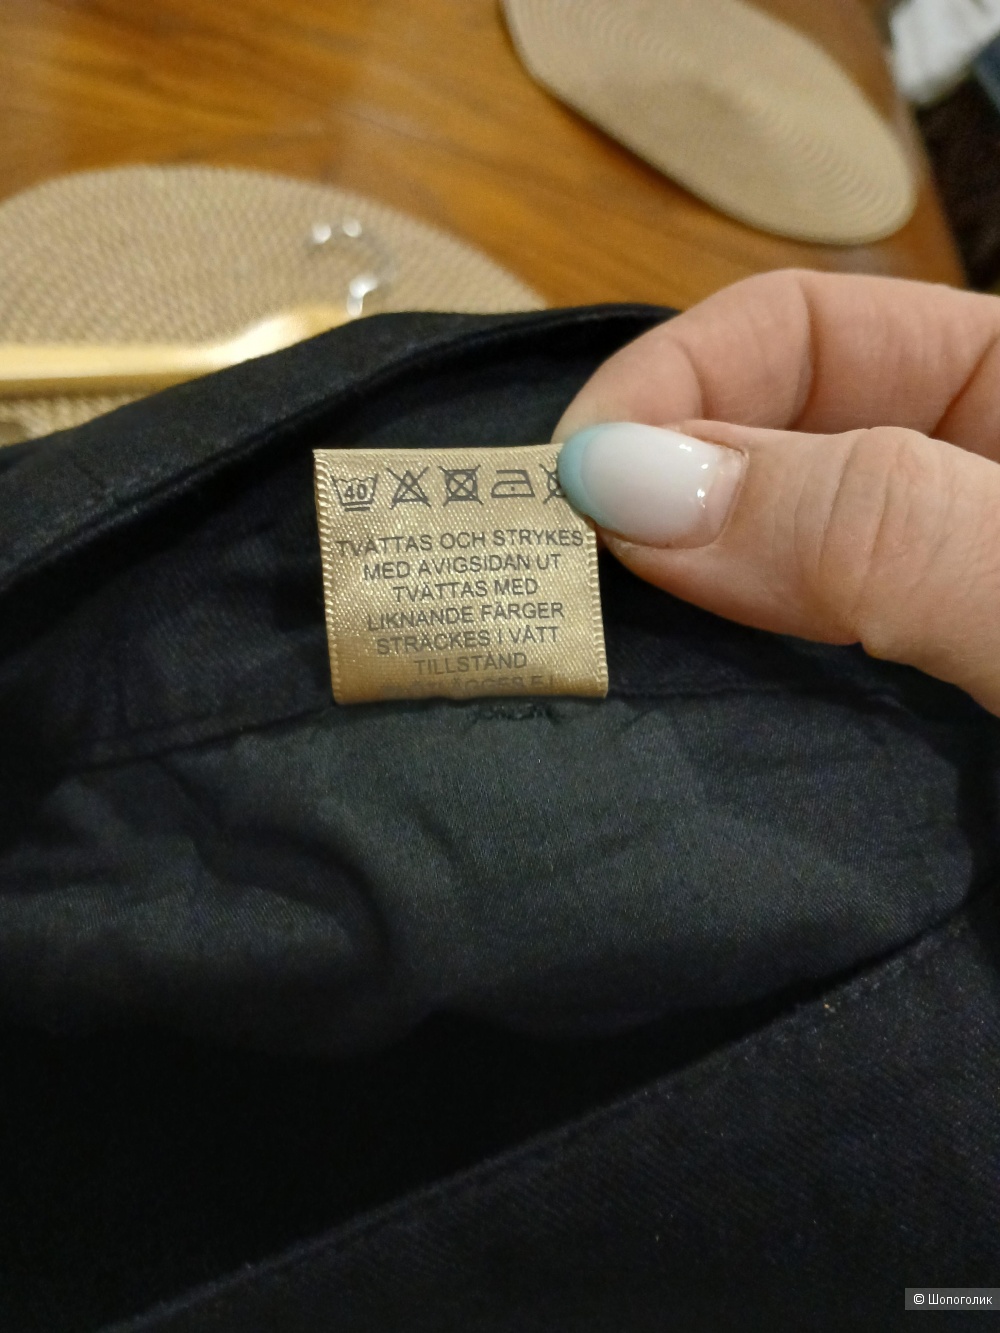 40
TVÄTTAS OCH STRYKES
MED AVIGSIDAN UT
TVÄTTAS MED
LIKNANDE FÄRGER
STRÄCKES I VÅTT
TILLSTÅND
© Шопоголик